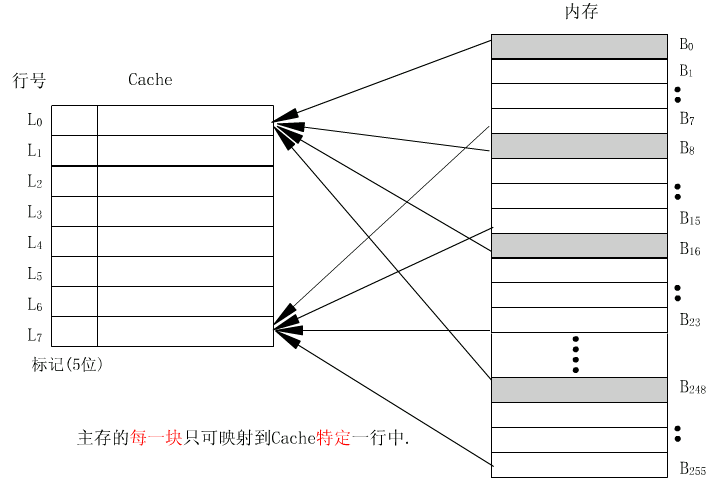 内存
行号 Cache
L0
L1
L2
L3
L4
L5
L6
L7
标记(5位)
B0
B1
B7
B8
B15
B16
B23
B248
B255
主存的每一块只可映射到Cache特定一行中.